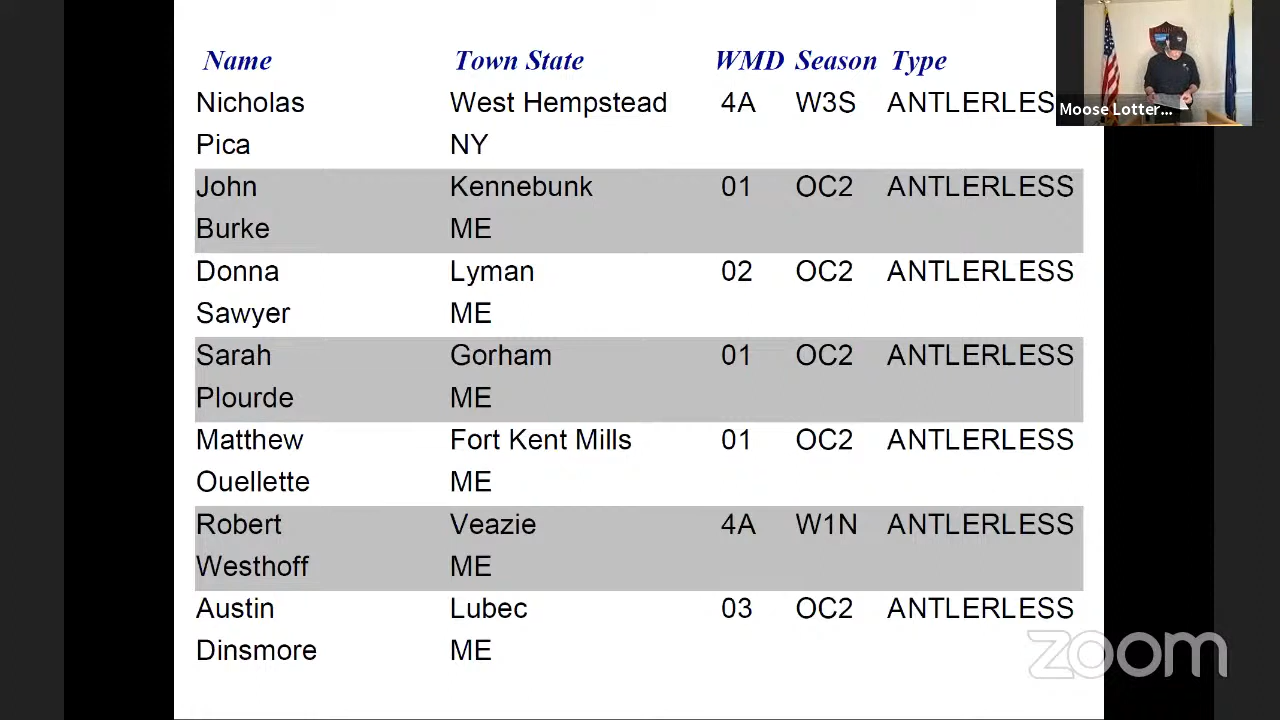 Name Town State WMD Season Type
Nicholas West Hempstead 4A W3S ANTLERLES
Pica NY
John Kennebunk 01 OC2 ANTLERLESS
Burke ME
Donna Lyman 02 OC2 ANTLERLESS
Sawyer ME
Sarah Gorham 01 OC2 ANTLERLESS
Plourde ME
Matthew Fort Kent Mills 01 OC2 ANTLERLESS
Ouellette ME
Robert Veazie 4A W1N ANTLERLESS
Westhoff ME
Austin Lubec 03 OC2 ANTLERLESS
Dinsmore ME
Moose Lotter...
zoom